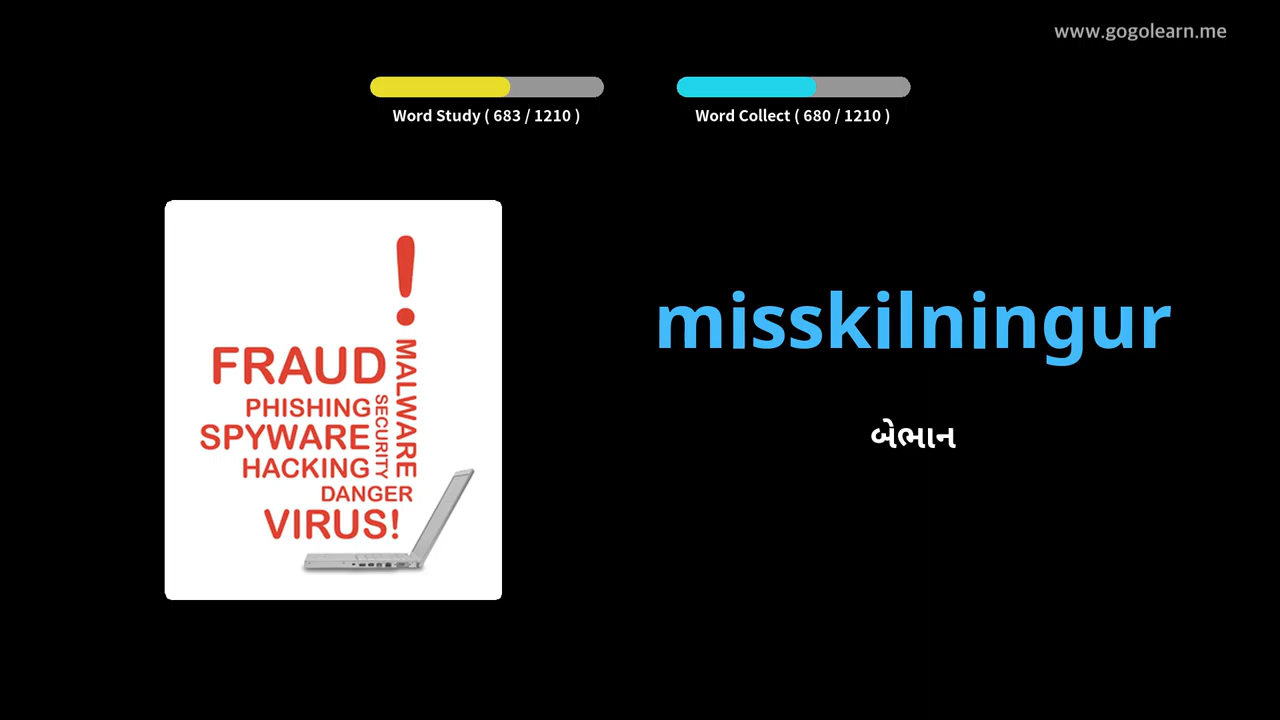 www.gogolearn.me
Word Study ( 683 / 1210 )
Word Collect ( 680 / 1210 )
!
FRAUD
MALWARE
PHISHING
SECURITY
SPYWARE
HACKING
DANGER
VIRUS!
misskilningur
બેભાન